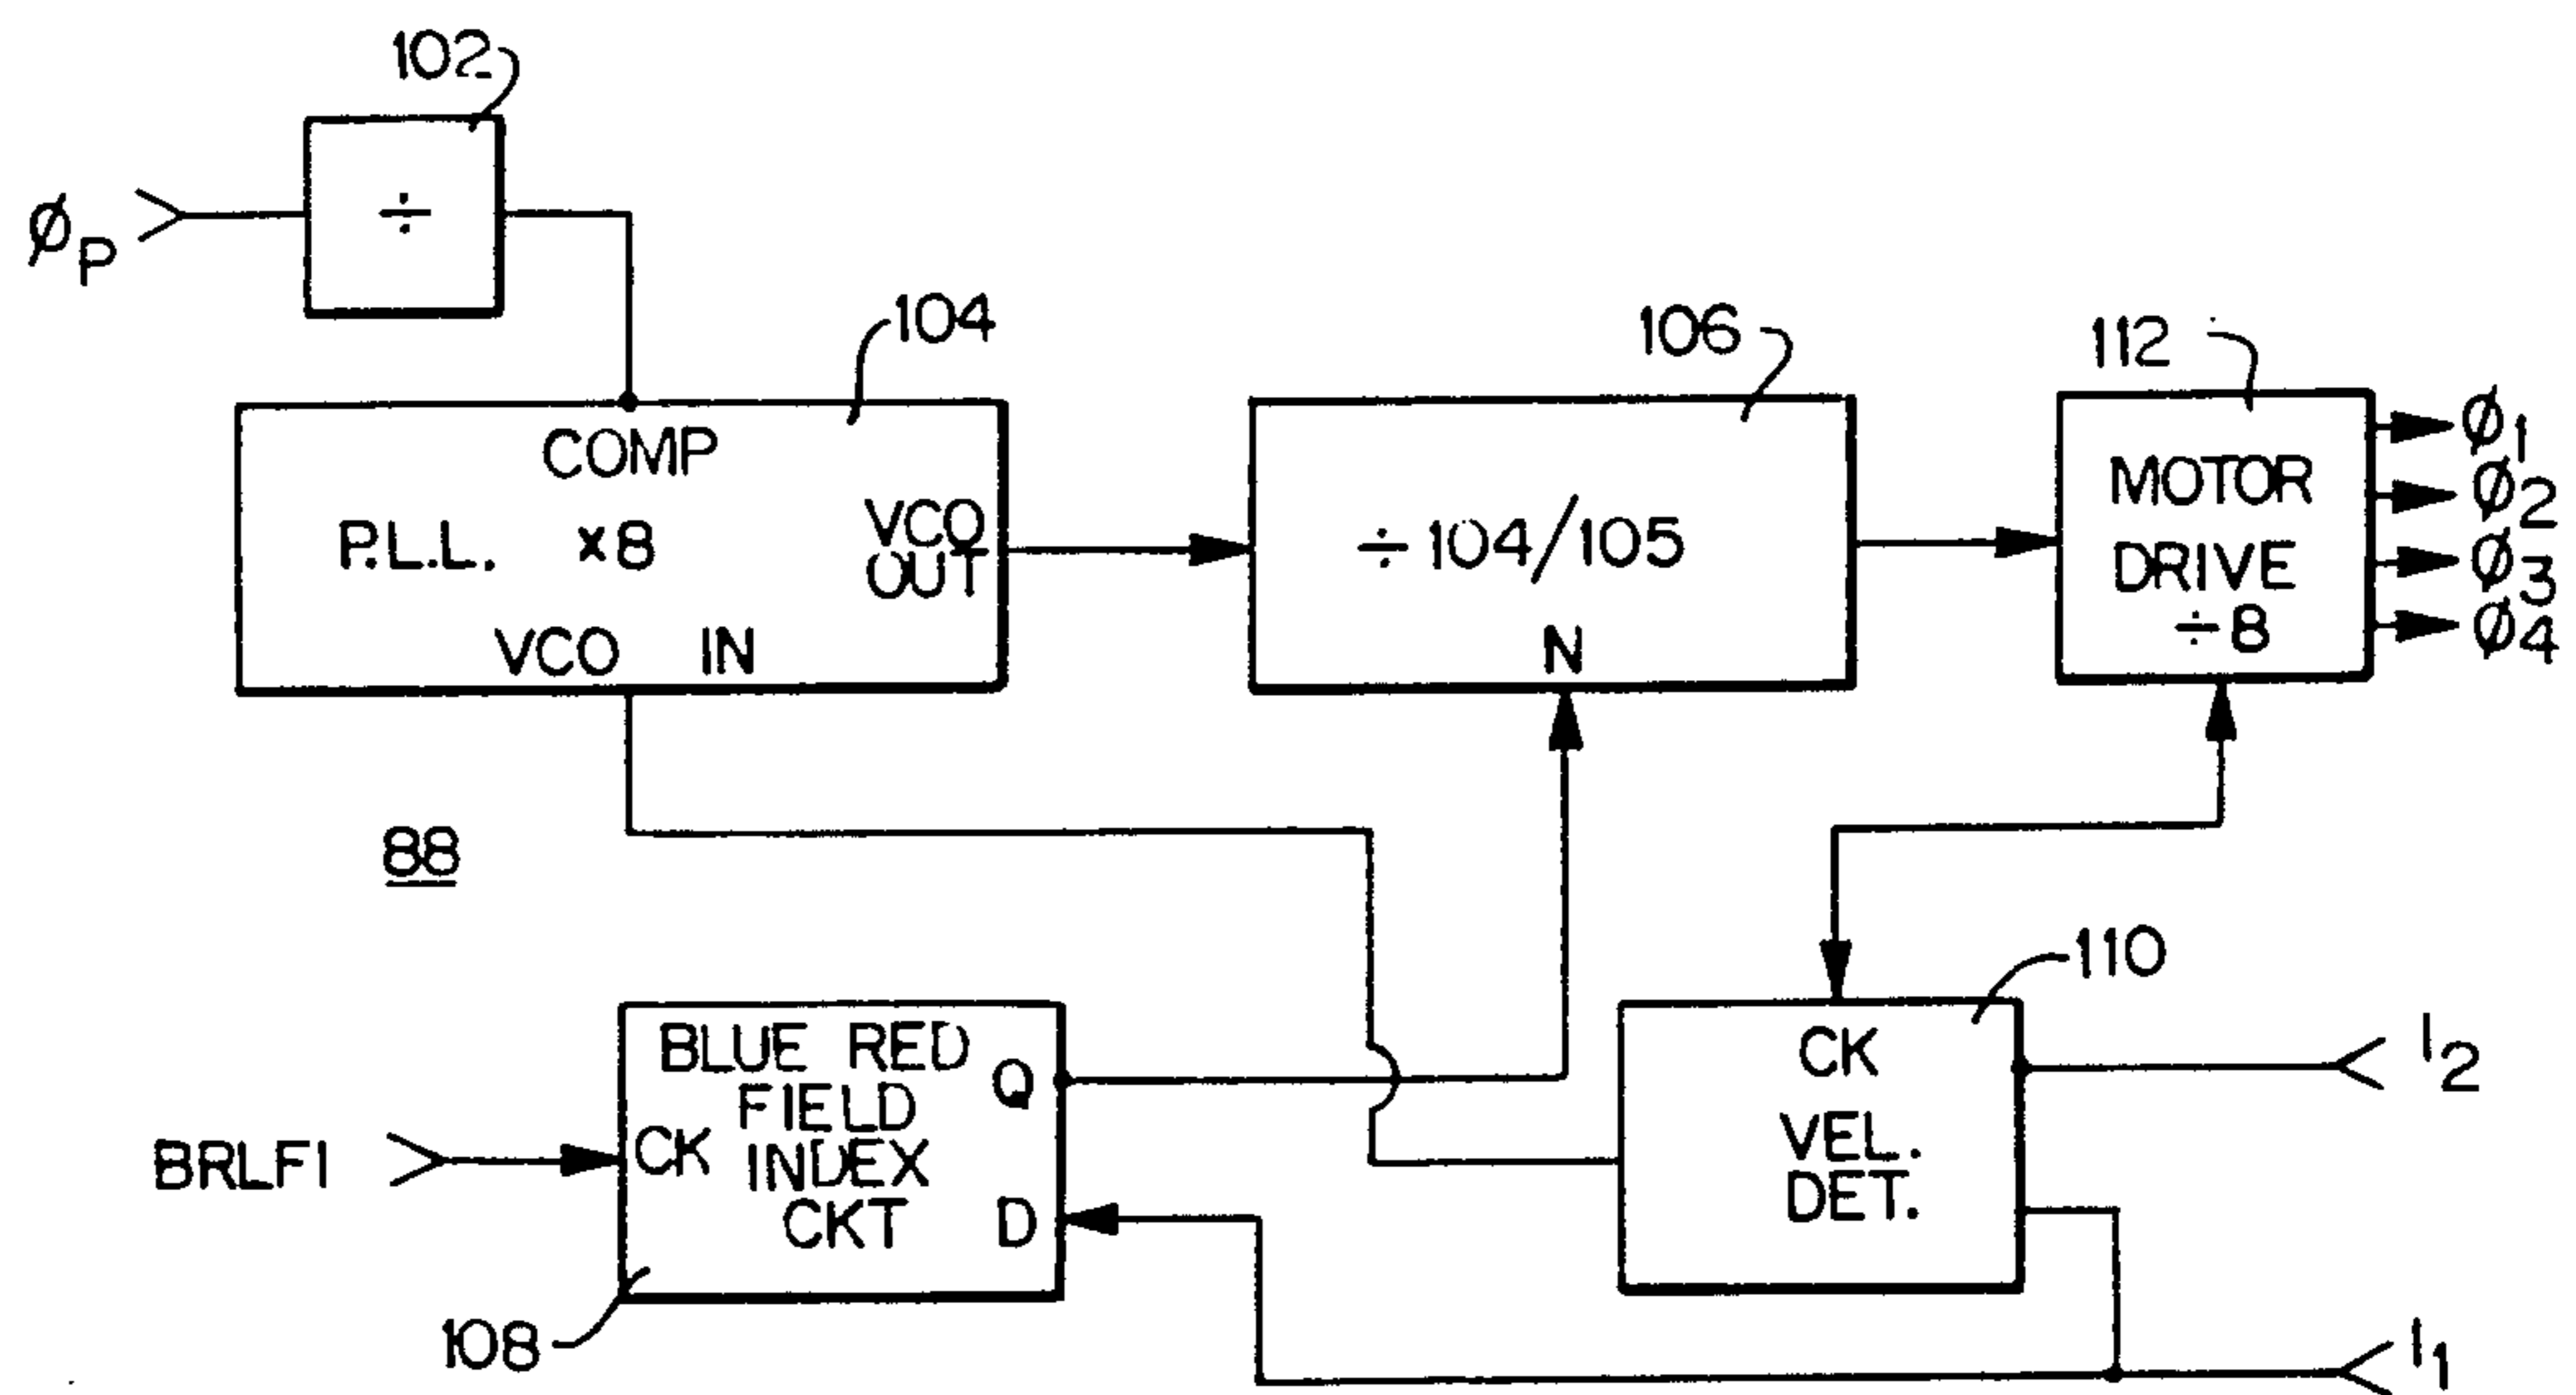 102
÷
ØP
104
COMP
P.L.L. x8
VCO OUT
VCO IN
106
÷104/105
N
112
MOTOR
DRIVE
÷8
Ø1
Ø2
Ø3
Ø4
88
BLUE RED
FIELD
INDEX
CKT
Q
CK
D
BRLFI
108
110
CK
VEL.
DET.
I2
I1